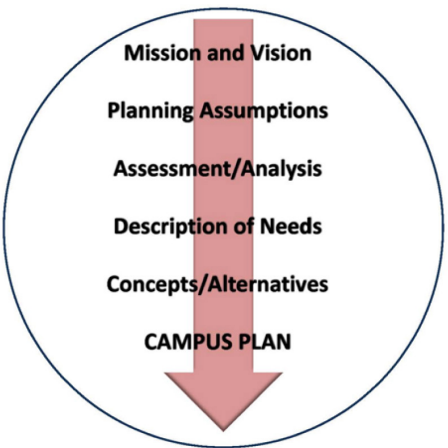 Mission and Vision
Planning Assumptions
Assessment/Analysis
Description of Needs
Concepts/Alternatives
CAMPUS PLAN